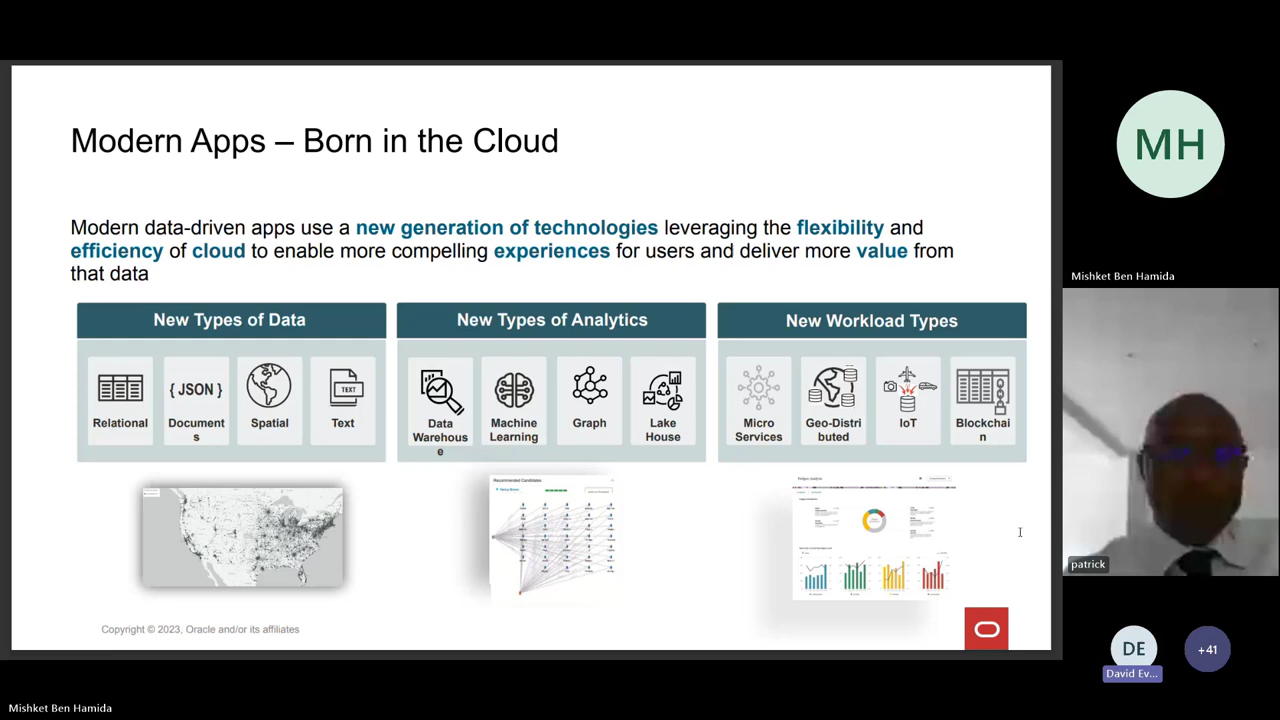 Modern Apps – Born in the Cloud
Modern data-driven apps use a new generation of technologies leveraging the flexibility and
efficiency of cloud to enable more compelling experiences for users and deliver more value from
that data
New Types of Data
Relational
{ JSON }
Document
s
Spatial
TEXT
Text
New Types of Analytics
Data
Warehous
e
Machine
Learning
Graph
Lake
House
New Workload Types
Micro
Services
Geo-Distri
buted
IoT
Blockchai
n
Recommended Candidates
Copyright © 2023, Oracle and/or its affiliates
MH
Mishket Ben Hamida
patrick
DE
David Ev...
+41
Mishket Ben Hamida